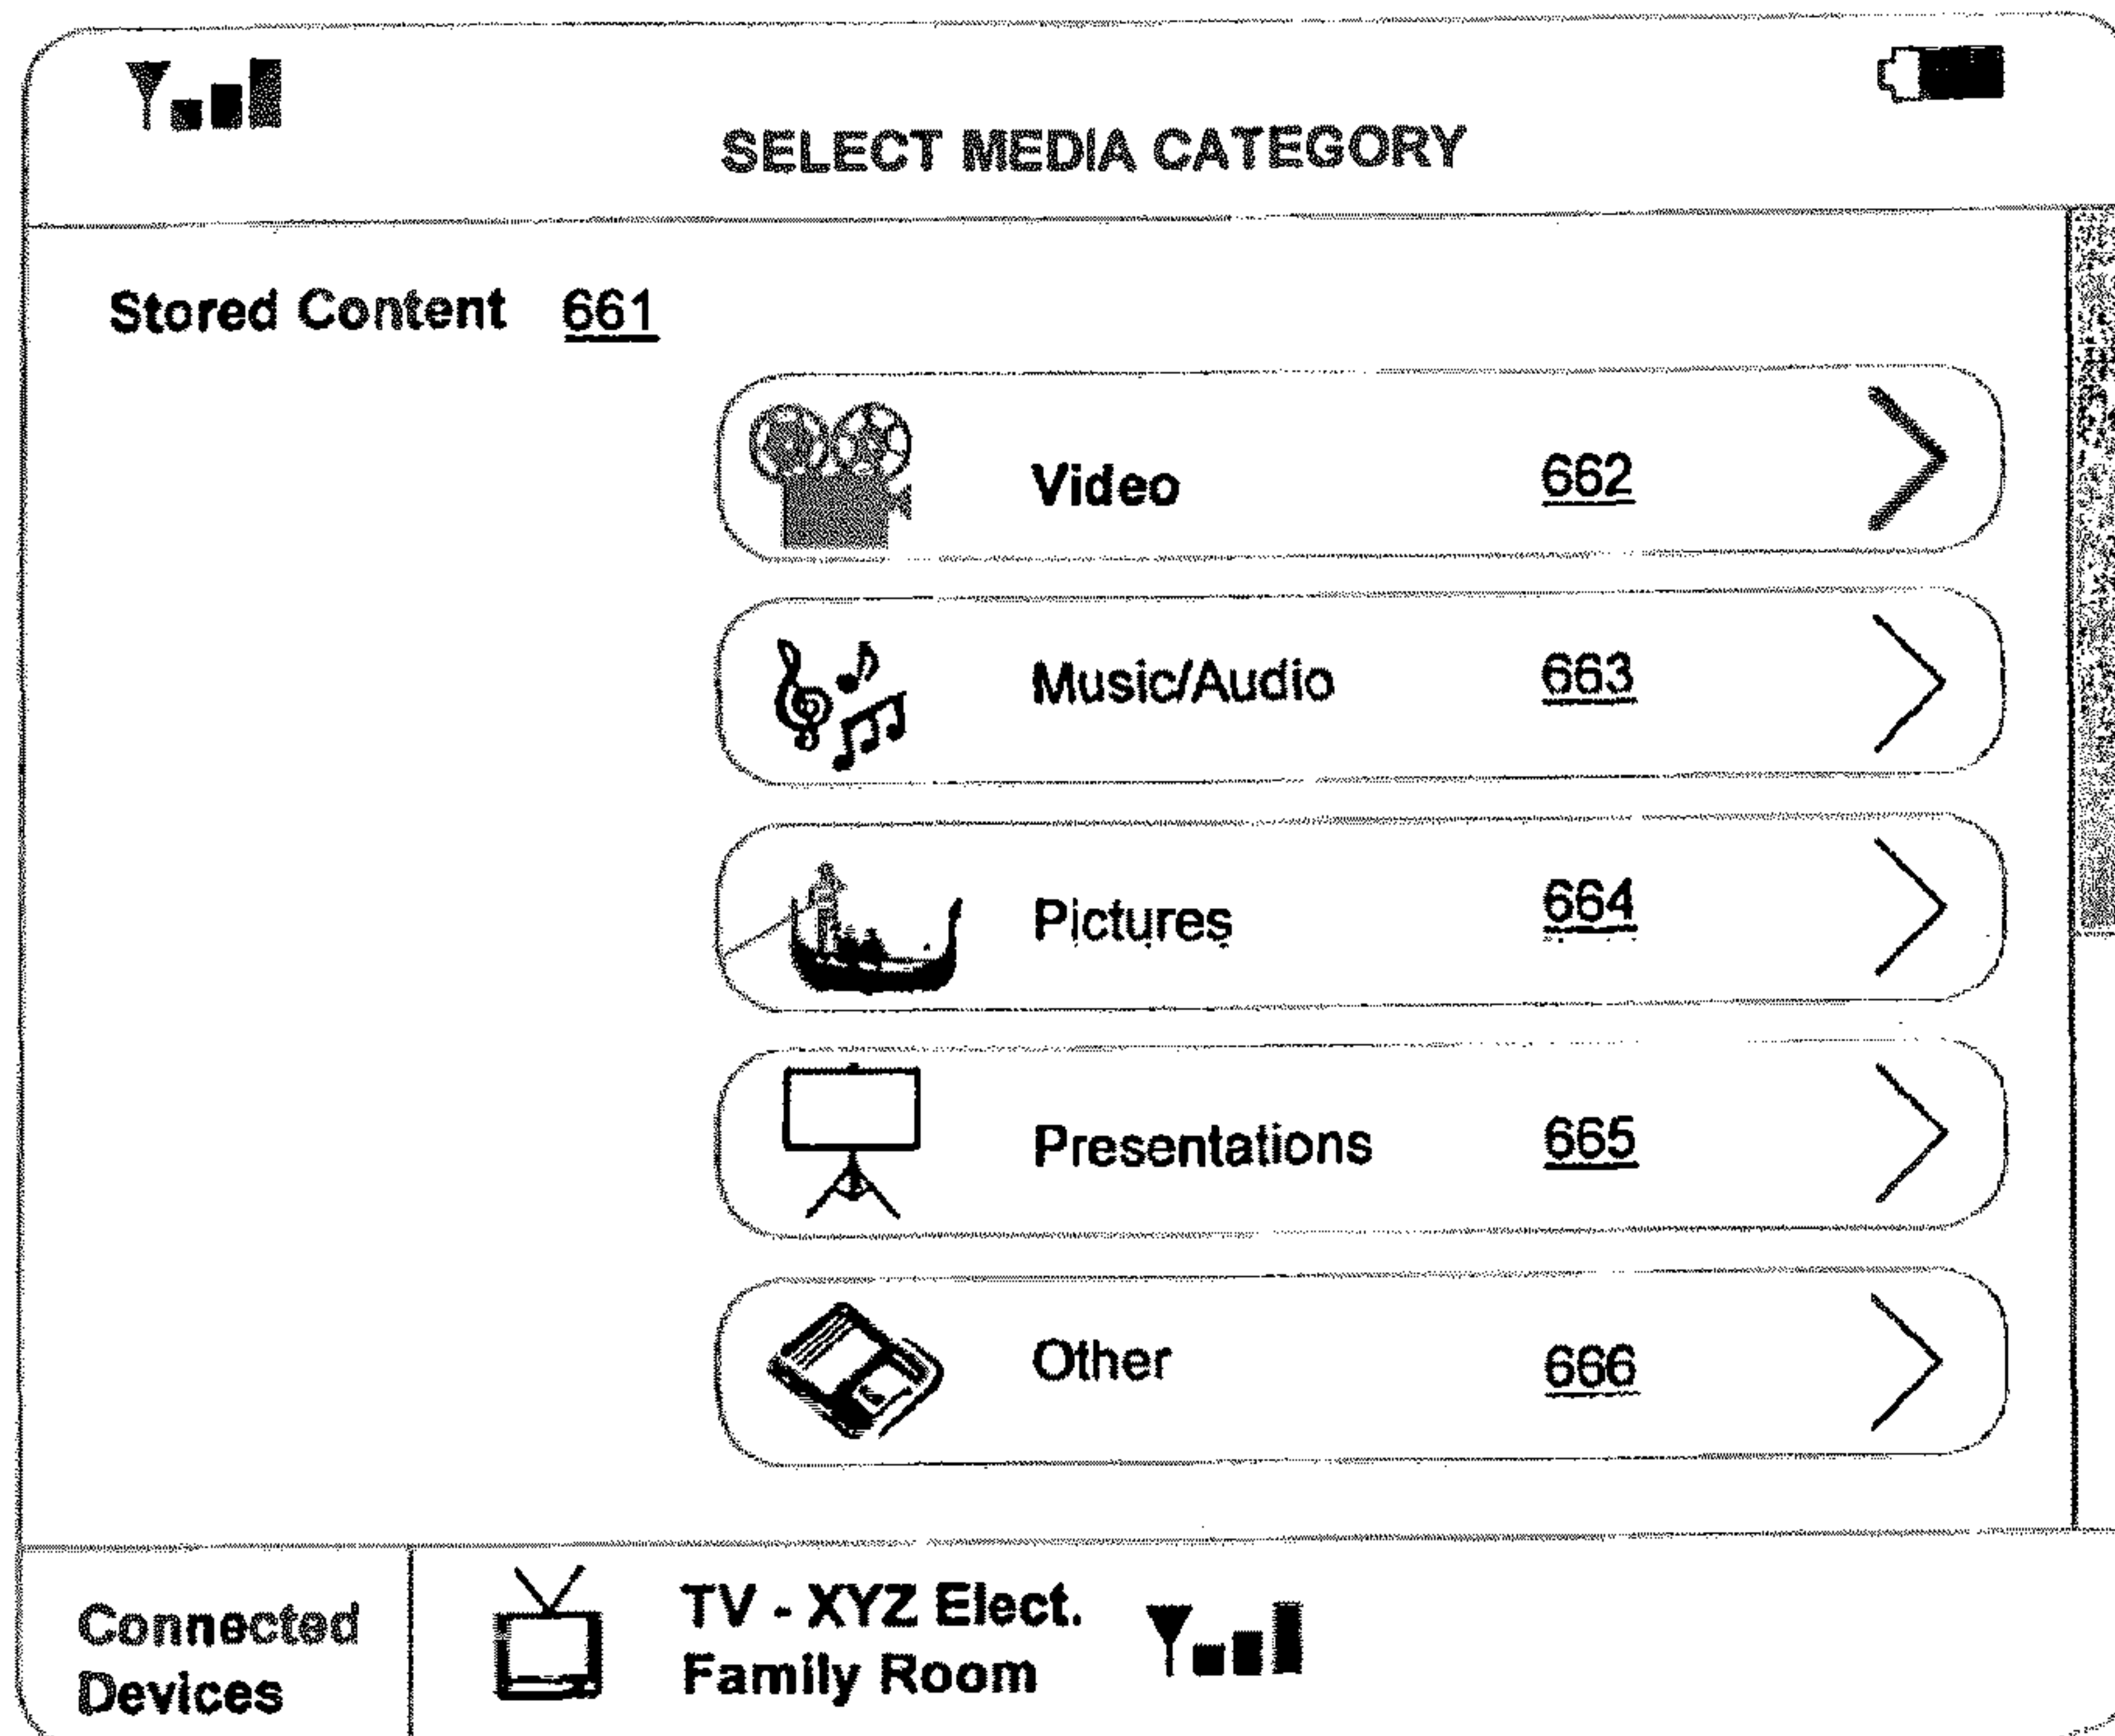 SELECT MEDIA CATEGORY
Stored Content 661
Video 662
Music/Audio 663
Pictures 664
Presentations 665
Other 666
Connected
Devices
TV - XYZ Elect.
Family Room